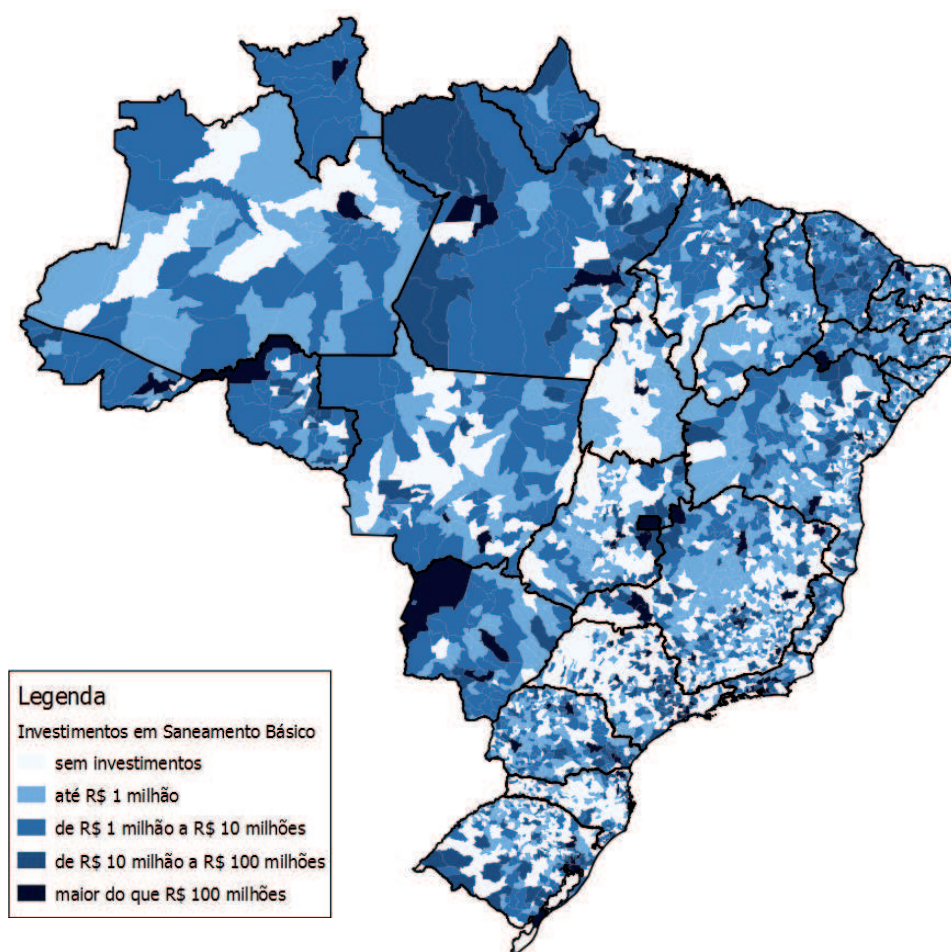 Legenda
Investimentos em Saneamento Básico
sem investimentos
até R$ 1 milhão
de R$ 1 milhão a R$ 10 milhões
de R$ 10 milhão a R$ 100 milhões
maior do que R$ 100 milhões